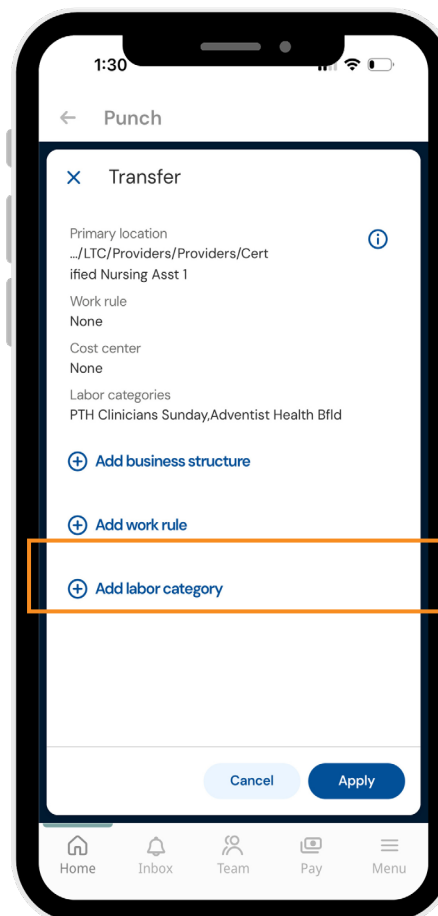 1:30
Punch
Transfer
Primary location
.../LTC/Providers/Providers/Cert
ified Nursing Asst 1
Work rule
None
Cost center
None
Labor categories
PTH Clinicians Sunday,Adventist Health Bfld
Add business structure
Add work rule
Add labor category
Cancel Apply
Home Inbox Team Pay Menu